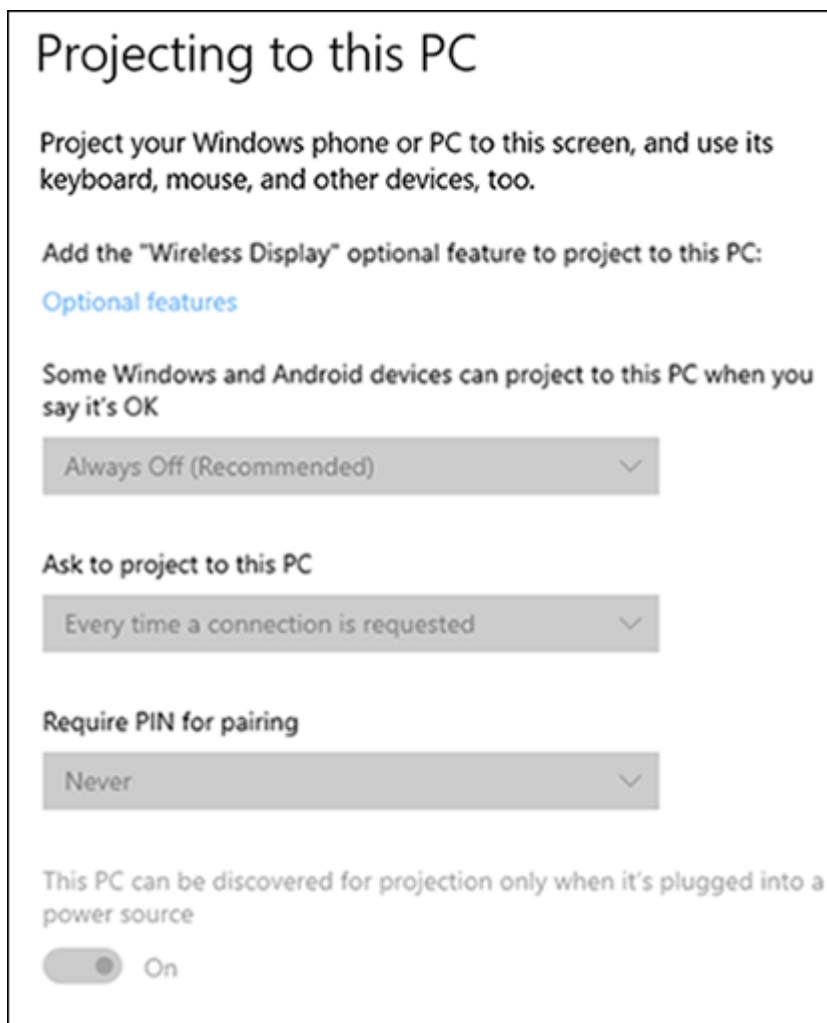 Projecting to this PC
Project your Windows phone or PC to this screen, and use its
keyboard, mouse, and other devices, too.
Add the "Wireless Display" optional feature to project to this PC:
Optional features
Some Windows and Android devices can project to this PC when you
say it's OK
Always Off (Recommended)
Ask to project to this PC
Every time a connection is requested
Require PIN for pairing
Never
This PC can be discovered for projection only when it's plugged into a
power source
On